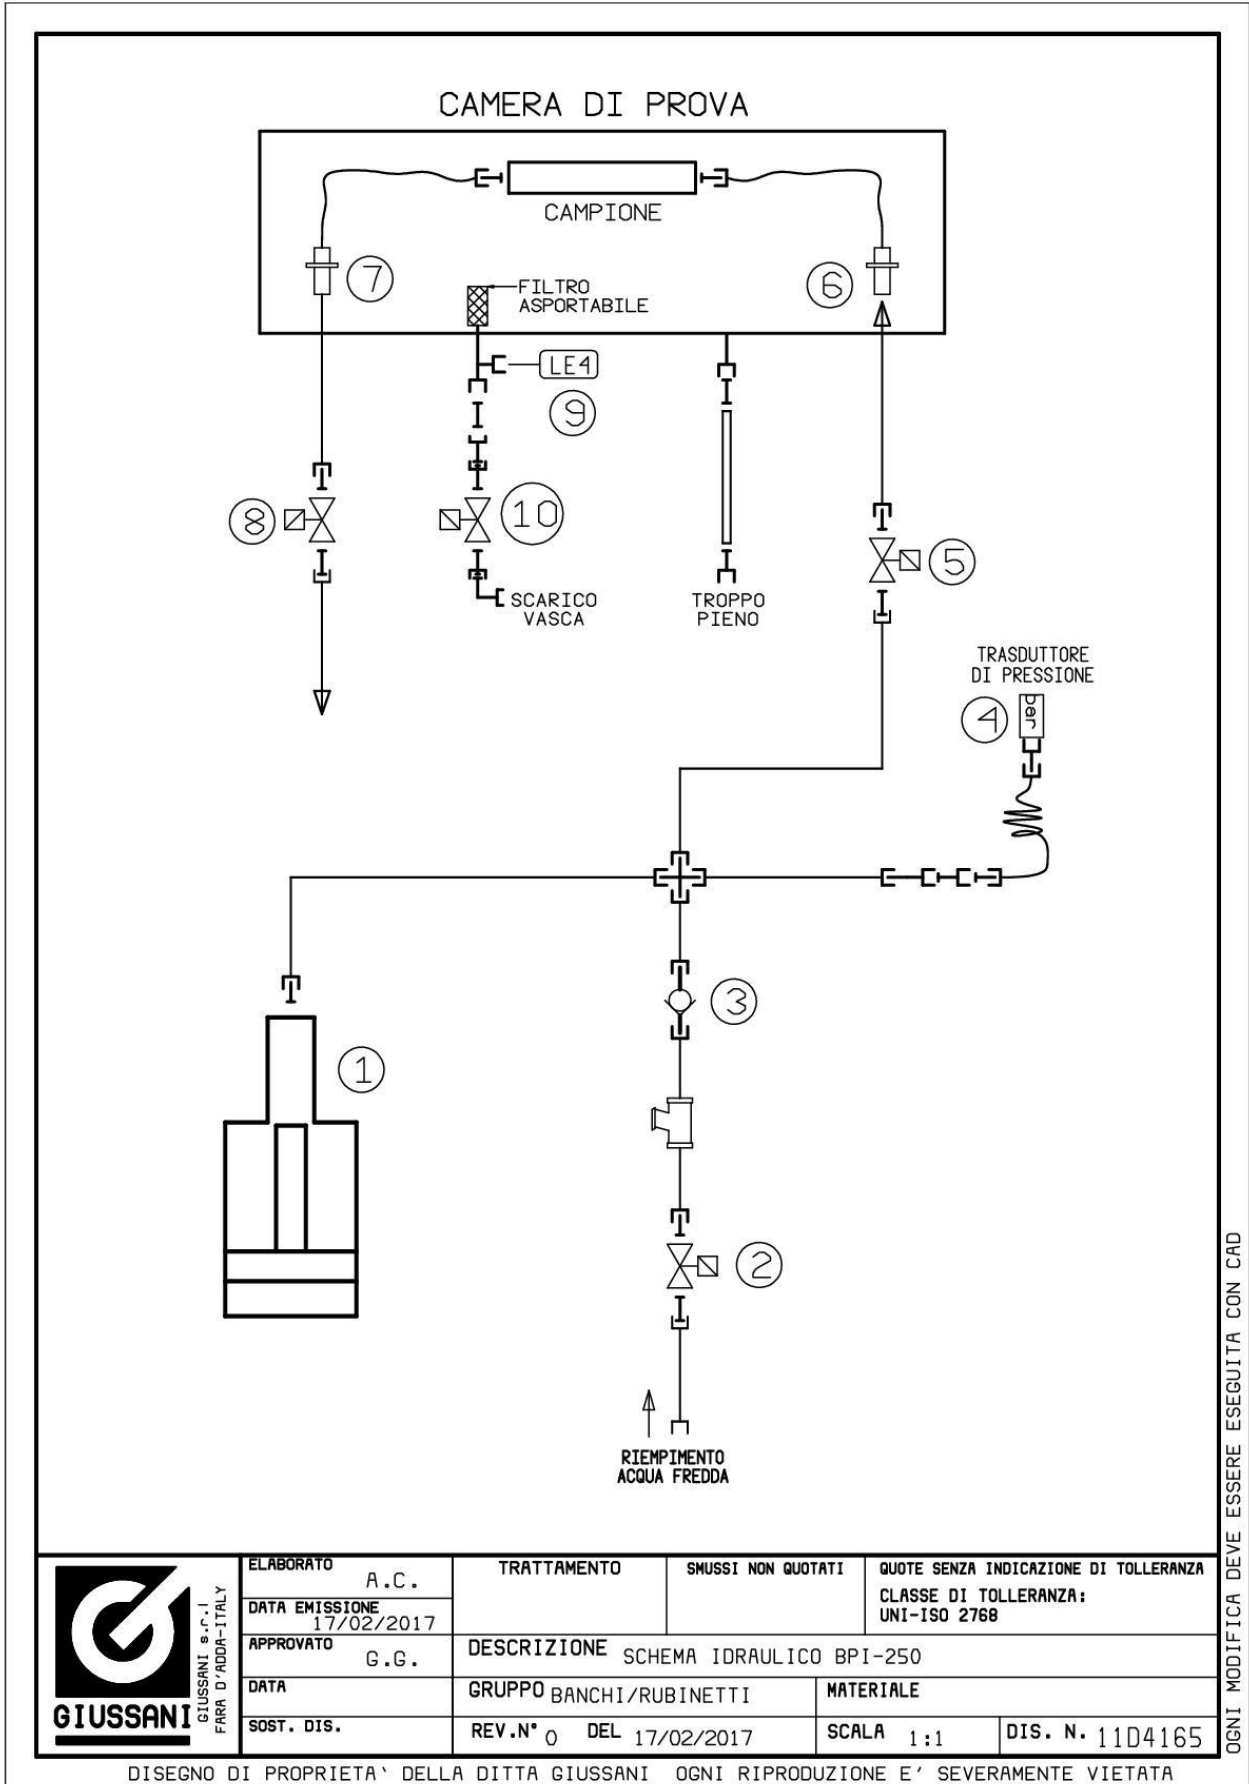 CAMERA DI PROVA
CAMPIONE
7
6
FILTRO
ASPORTABILE
LE4
9
8
10
5
SCARICO
VASCA
TROPPO
PIENO
TRASDUTTORE
DI PRESSIONE
4
bar
3
1
2
RIEMPIMENTO
ACQUA FREDDA
GIUSSANI
GIUSSANI s.r.l
FARA D'ADDA-ITALY
ELABORATO
A.C.
DATA EMISSIONE
17/02/2017
APPROVATO
G.G.
DATA
SOST. DIS.
TRATTAMENTO
SMUSSI NON QUOTATI
QUOTE SENZA INDICAZIONE DI TOLLERANZA
CLASSE DI TOLLERANZA:
UNI-ISO 2768
DESCRIZIONE SCHEMA IDRAULICO BPI-250
GRUPPO BANCHI/RUBINETTI
MATERIALE
REV.N° 0 DEL 17/02/2017
SCALA 1:1
DIS. N. 11D4165
OGNI MODIFICA DEVE ESSERE ESEGUITA CON CAD
DISEGNO DI PROPRIETA` DELLA DITTA GIUSSANI OGNI RIPRODUZIONE E' SEVERAMENTE VIETATA